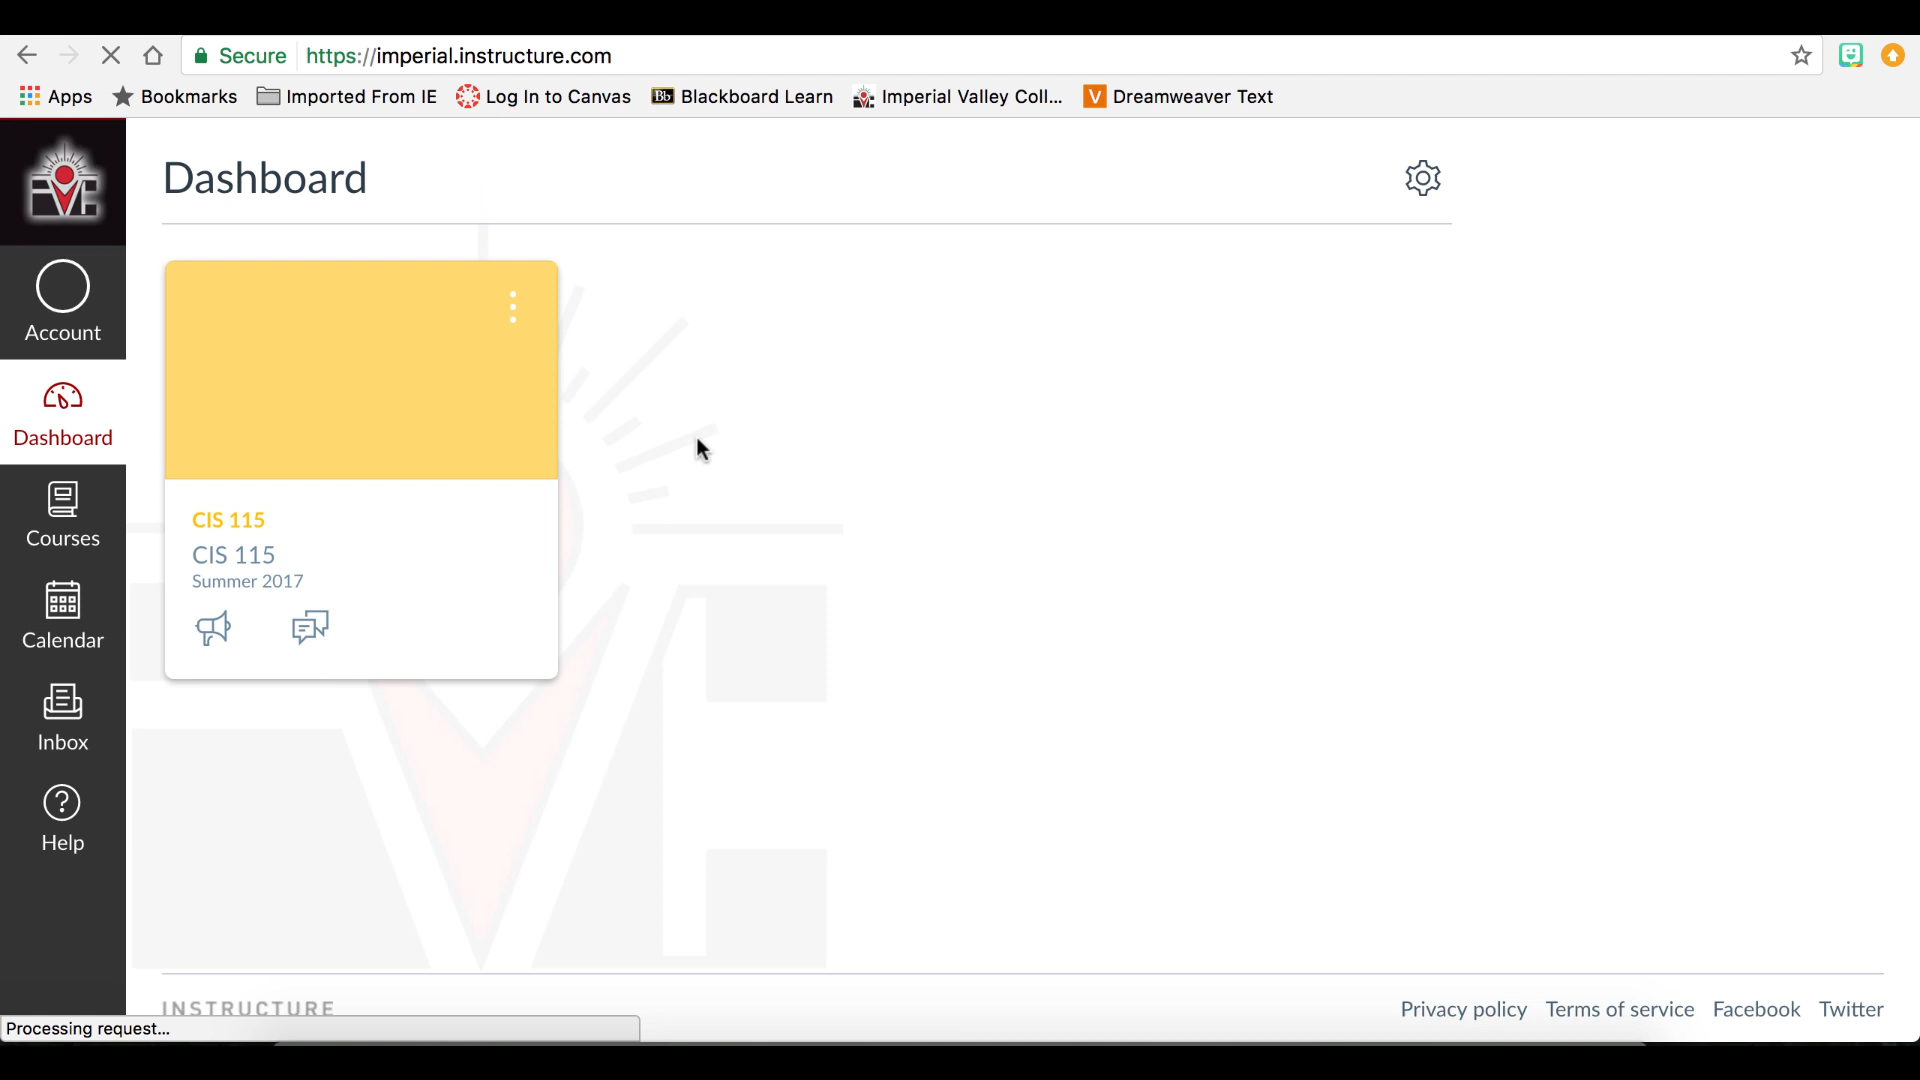 Secure https://imperial.instructure.com
Apps Bookmarks Imported From IE Log In to Canvas Bb Blackboard Learn Imperial Valley Coll... V Dreamweaver Text
IVC
Dashboard
Account
Dashboard
Courses
Calendar
Inbox
Help
CIS 115
CIS 115
Summer 2017
INSTRUCTURE
Privacy policy Terms of service Facebook Twitter
Processing request...